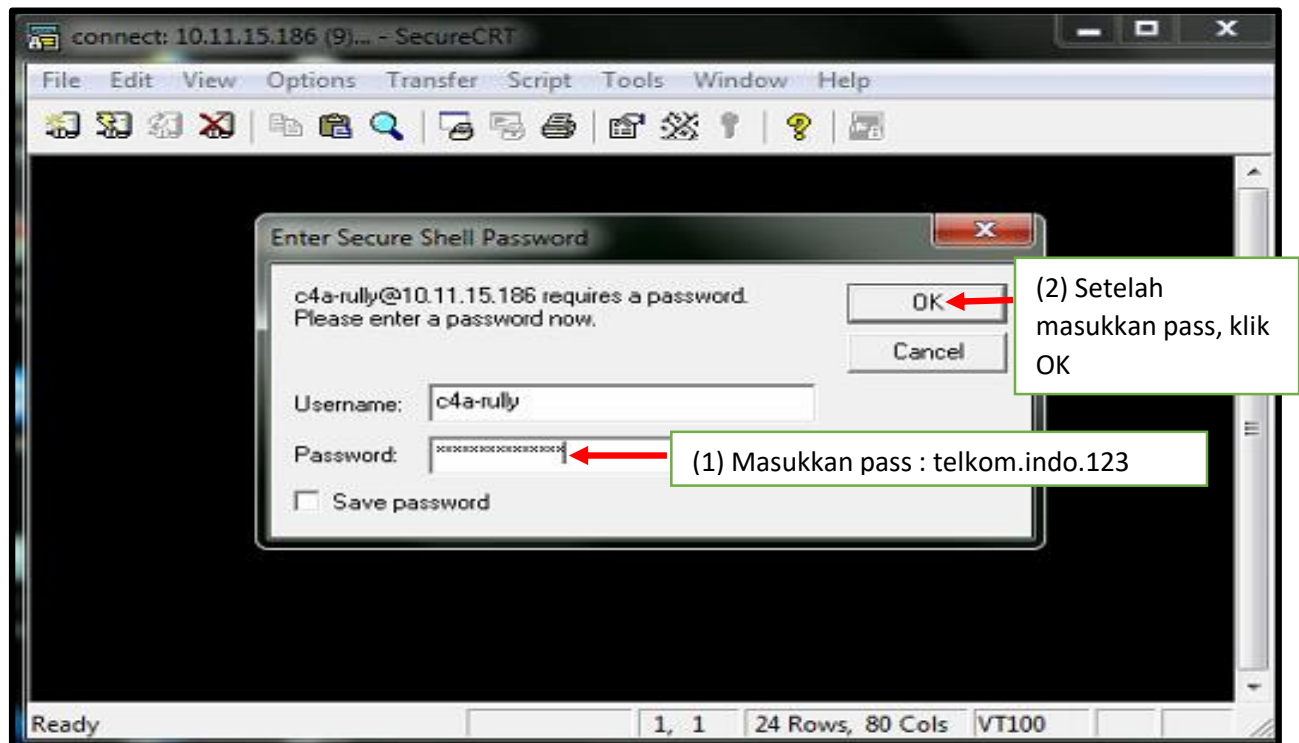 connect: 10.11.15.186 (9)... - SecureCRT
File Edit View Options Transfer Script Tools Window Help
Enter Secure Shell Password
c4a-rully@10.11.15.186 requires a password.
Please enter a password now.
OK
Cancel
(2) Setelah
masukkan pass, klik
OK
Username: c4a-rully
Password: ***************
(1) Masukkan pass : telkom.indo.123
Save password
Ready 1, 1 24 Rows, 80 Cols VT100